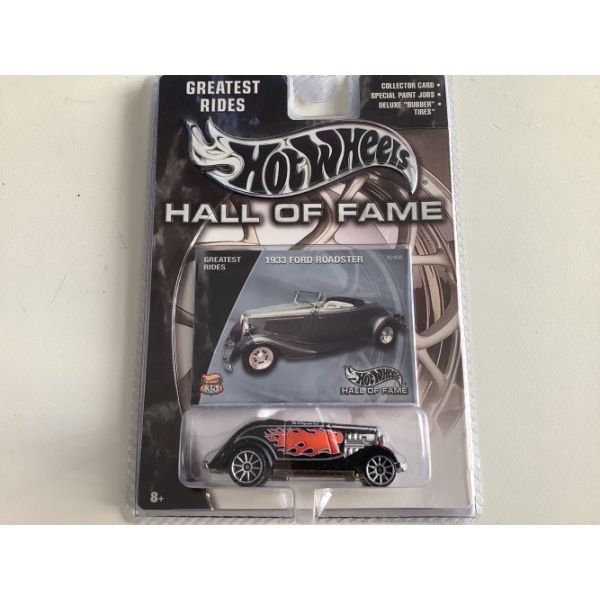 GREATEST
RIDES
COLLECTOR CARD •
SPECIAL PAINT JOBS •
DELUXE "RUBBER" •
TIRES*
HOT WHEELS
®
HALL OF FAME
GREATEST
RIDES
1933 FORD ROADSTER
35
HOT WHEELS
HALL OF FAME
8+